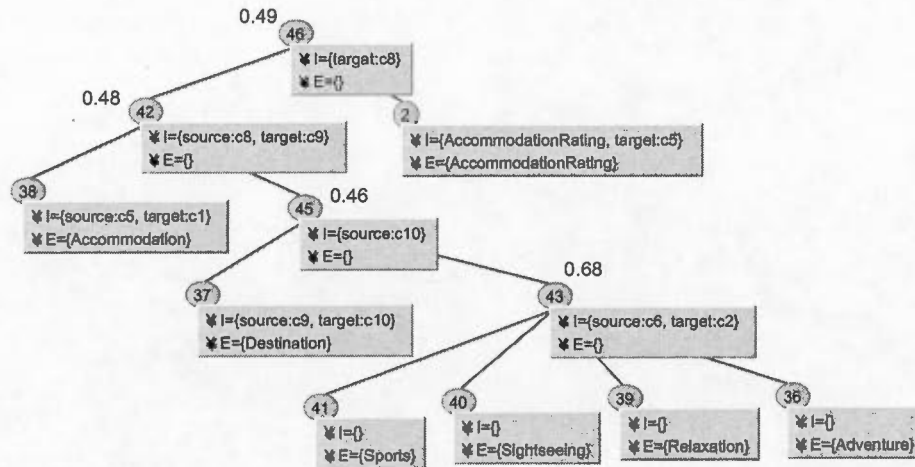 0.49
46
¥ I={targat:c8}
¥ E={}
0.48
42
¥ I={source:c8, target:c9}
¥ E={}
2
¥ I={AccommodationRating, target:c5}
¥ E={AccommodationRating}
38
¥ I={source:c5, target:c1}
¥ E={Accommodation}
0.46
45
¥ I={source:c10}
¥ E={}
0.68
37
¥ I={source:c9, target:c10}
¥ E={Destination}
43
¥ I={source:c6, target:c2}
¥ E={}
41
¥ I={}
¥ E={Sports}
40
¥ I={}
¥ E={Sightseeing}
39
¥ I={}
¥ E={Relaxation}
36
¥ I={}
¥ E={Adventure}